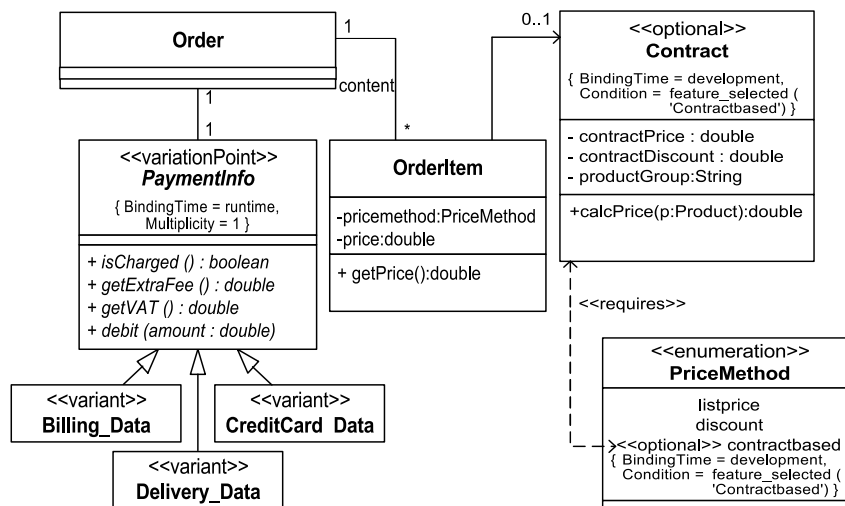 Order
1
content
*
1
1
<<variationPoint>>
PaymentInfo
{ BindingTime = runtime,
Multiplicity = 1 }
+ isCharged () : boolean
+ getExtraFee () : double
+ getVAT () : double
+ debit (amount : double)
<<variant>>
Billing_Data
<<variant>>
Delivery_Data
<<variant>>
CreditCard Data
OrderItem
-pricemethod:PriceMethod
-price:double
+ getPrice():double
0..1
<<optional>>
Contract
{ BindingTime = development,
Condition = feature_selected (
'Contractbased') }
- contractPrice : double
- contractDiscount : double
- productGroup:String
+calcPrice(p:Product):double
<<requires>>
<<enumeration>>
PriceMethod
listprice
discount
<<optional>> contractbased
{ BindingTime = development,
Condition = feature_selected (
'Contractbased') }